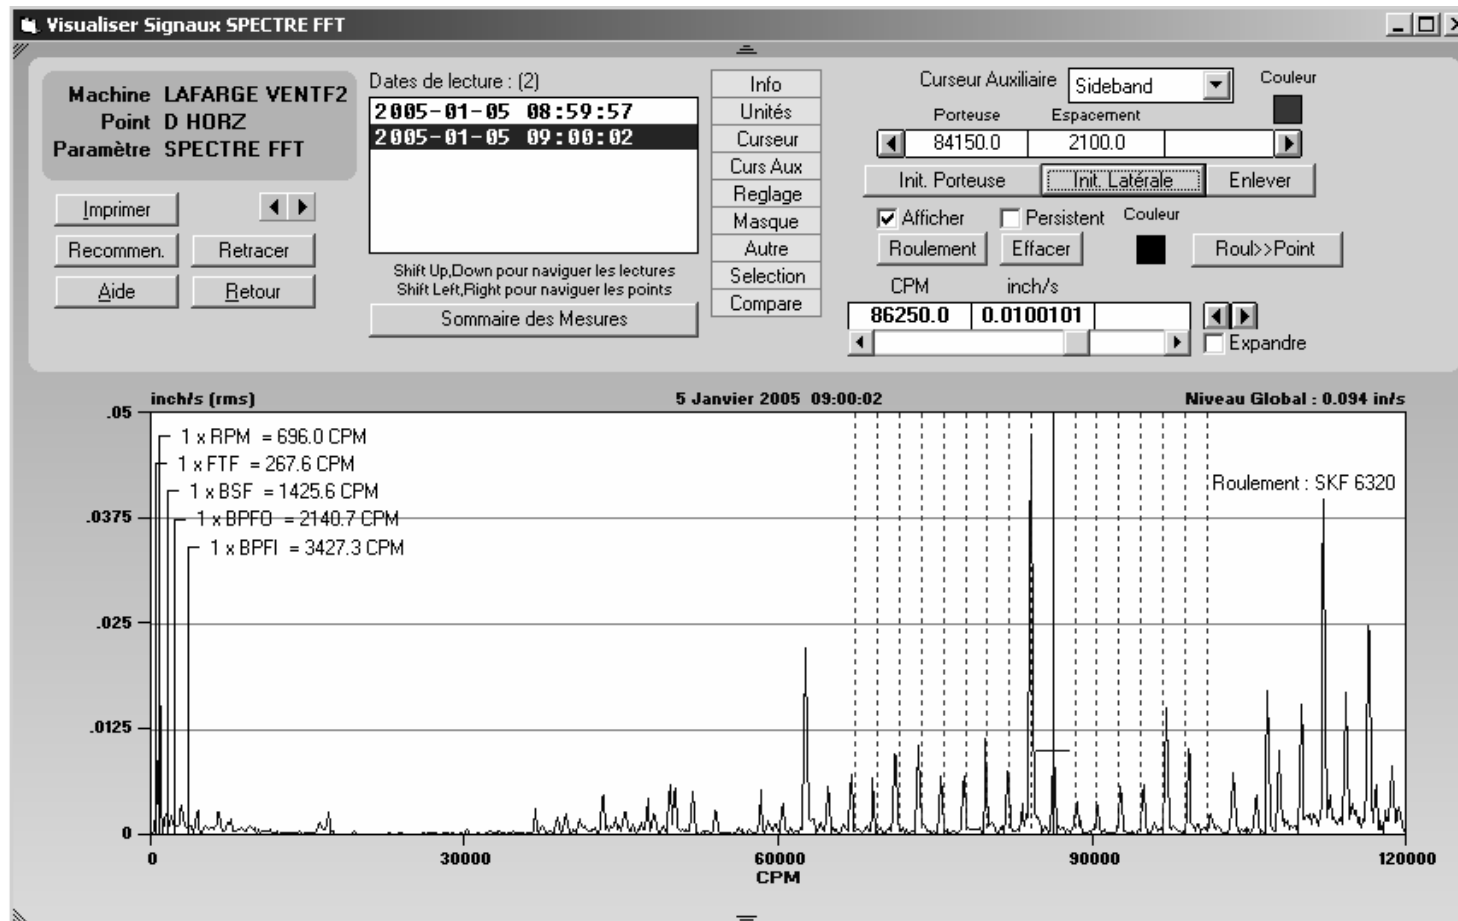 Visualiser Signaux SPECTRE FFT
Machine LAFARGE VENTF2
Point D HORZ
Paramètre SPECTRE FFT
Imprimer
Recommen.
Retracer
Aide
Retour
Dates de lecture : (2)
2005-01-05 08:59:57
2005-01-05 09:00:02
Shift Up,Down pour naviguer les lectures
Shift Left,Right pour naviguer les points
Sommaire des Mesures
Info
Unités
Curseur
Curs Aux
Reglage
Masque
Autre
Selection
Compare
Curseur Auxiliaire
Sideband
Couleur
Porteuse
Espacement
84150.0
2100.0
Init. Porteuse
Init. Latérale
Enlever
Afficher
Persistent
Couleur
Roulement
Effacer
Roul>>Point
CPM
inch/s
86250.0
0.0100101
Expandre
inch/s (rms)
5 Janvier 2005 09:00:02
Niveau Global : 0.094 in/s
.05
1 x RPM = 696.0 CPM
1 x FTF = 267.6 CPM
1 x BSF = 1425.6 CPM
Roulement : SKF 6320
.0375
1 x BPFO = 2140.7 CPM
1 x BPFI = 3427.3 CPM
.025
.0125
0
0
30000
60000
90000
120000
CPM